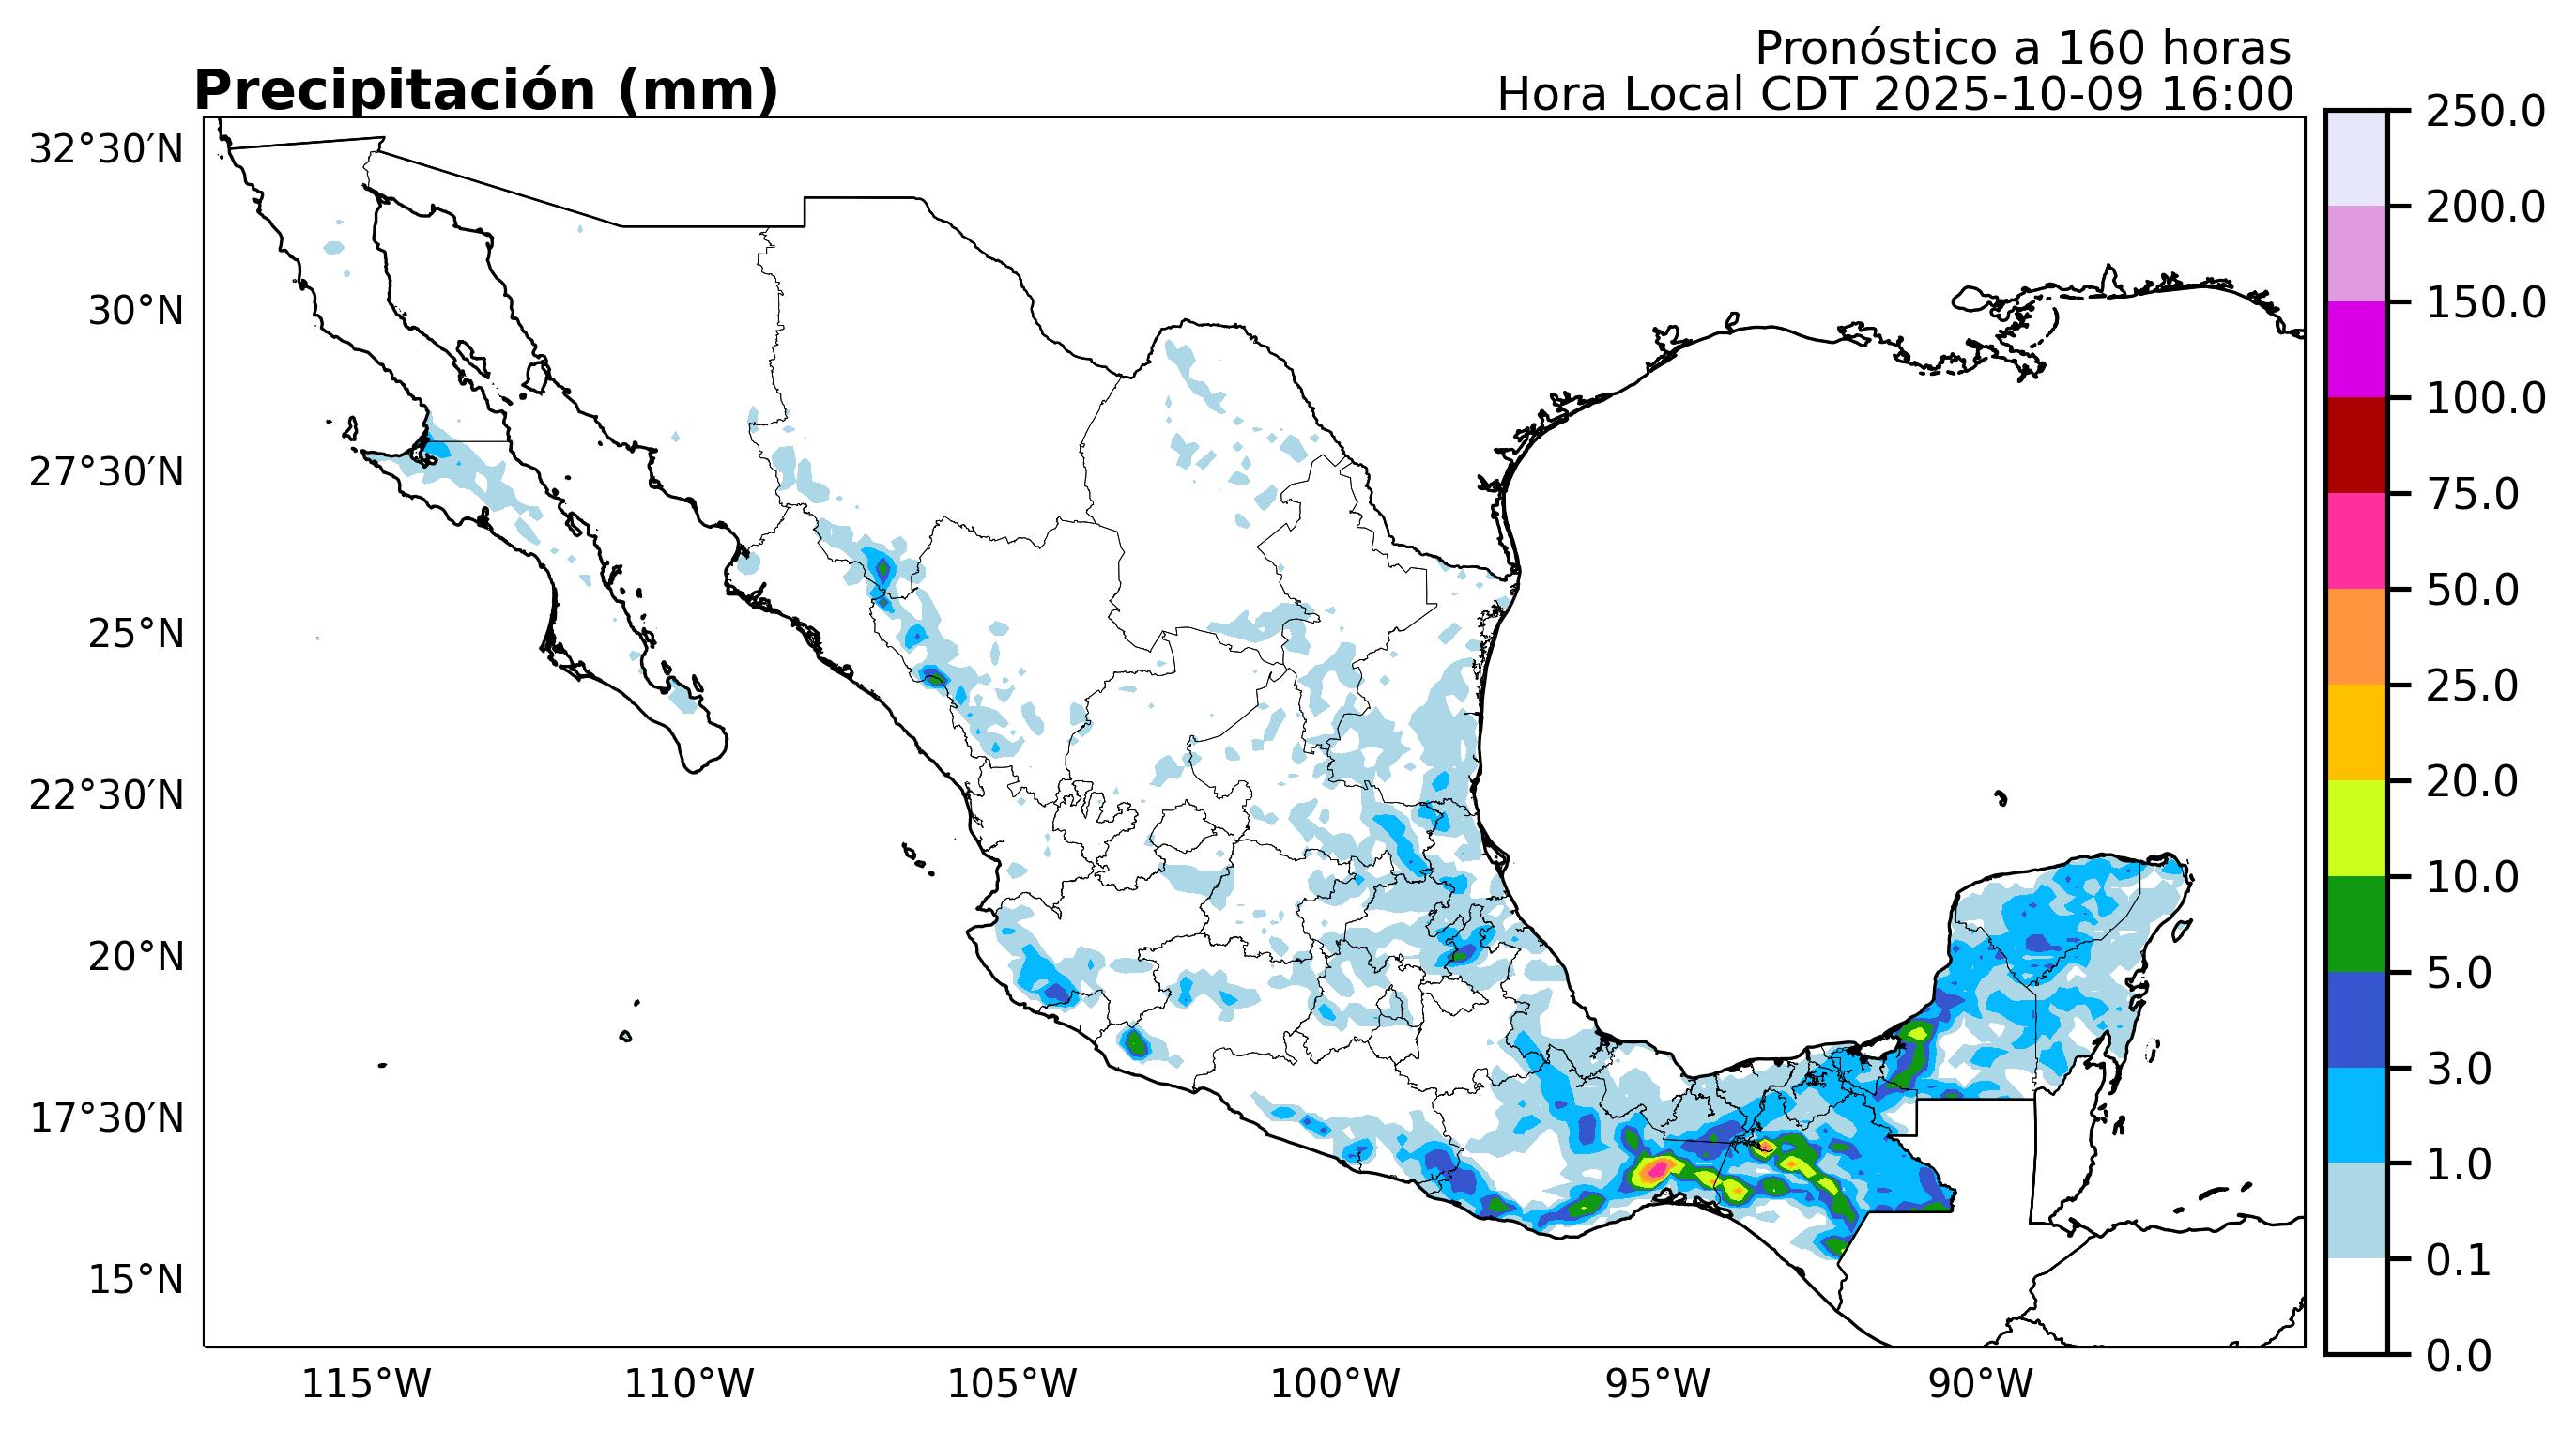 Pronóstico a 160 horas
Precipitación (mm)
Hora Local CDT 2025-10-09 16:00
32°30′N
30°N
27°30′N
25°N
22°30′N
20°N
17°30′N
15°N
115°W
110°W
105°W
100°W
95°W
90°W
250.0
200.0
150.0
100.0
75.0
50.0
25.0
20.0
10.0
5.0
3.0
1.0
0.1
0.0